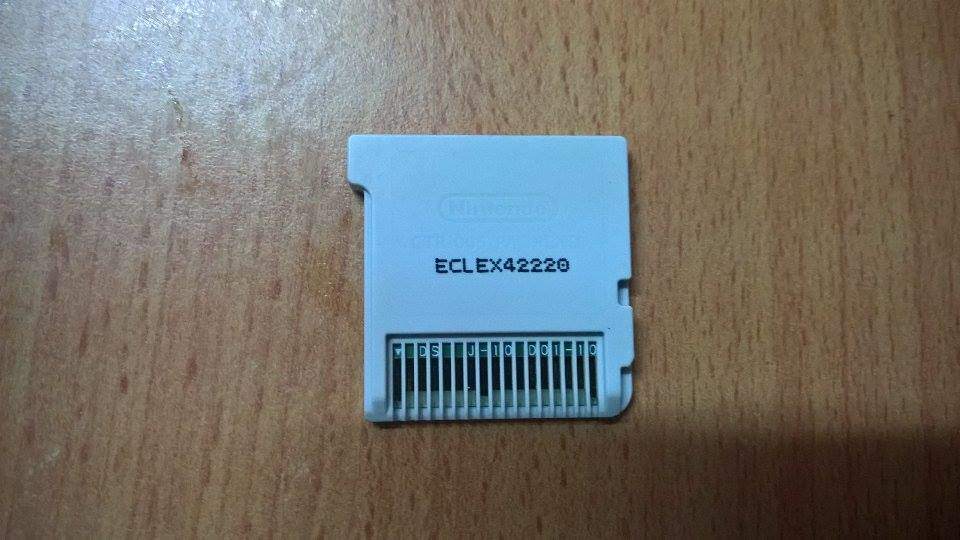 Nintendo
ECLEX42220
▼ DS J-10 D01-10